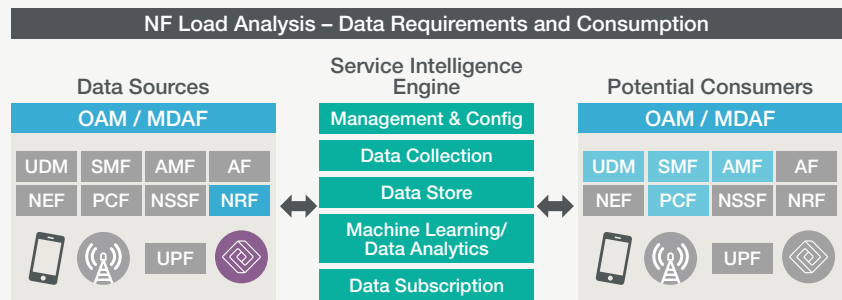 NF Load Analysis – Data Requirements and Consumption
Data Sources
OAM / MDAF
UDM SMF AMF AF
NEF PCF NSSF NRF
UPF
Service Intelligence
Engine
Management & Config
Data Collection
Data Store
Machine Learning/
Data Analytics
Data Subscription
Potential Consumers
OAM / MDAF
UDM SMF AMF AF
NEF PCF NSSF NRF
UPF